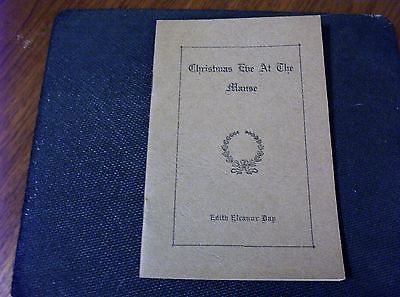 Christmas Eve At The
Manse
Edith Eleanor Day